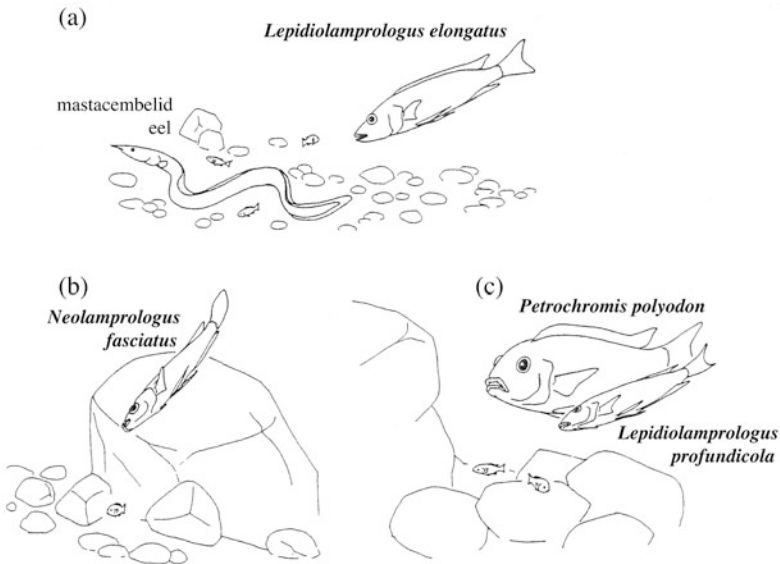 (a)
Lepidiolamprologus elongatus
mastacembelid
eel
(b)
Neolamprologus
fasciatus
(c)
Petrochromis polyodon
Lepidiolamprologus
profundicola